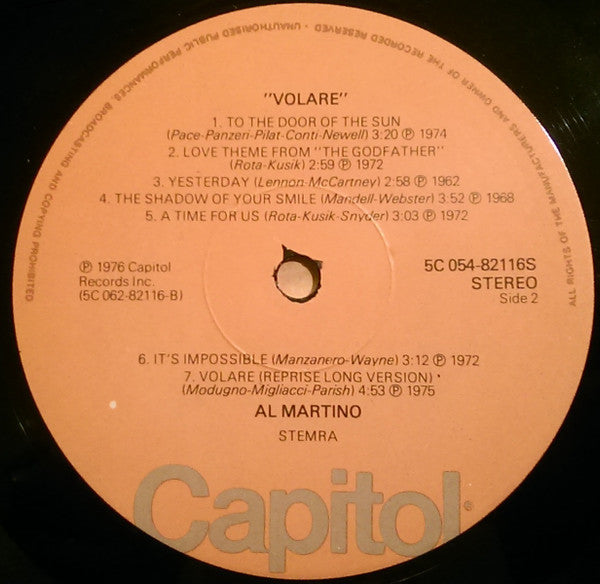 ALL RIGHTS OF THE MANUFACTURERS AND OWNER OF THE RECORDED RESERVED · UNAUTHORISED PUBLIC PERFORMANCES, BROADCASTING AND COPYING PROHIBITED
"VOLARE"
1. TO THE DOOR OF THE SUN
(Pace-Panzeri-Pilat-Conti-Newell) 3:20 ℗ 1974
2. LOVE THEME FROM "THE GODFATHER"
(Rota-Kusik) 2:59 ℗ 1972
3. YESTERDAY (Lennon-McCartney) 2:58 ℗ 1962
4. THE SHADOW OF YOUR SMILE (Mandell-Webster) 3.52 ℗ 1968
5. A TIME FOR US (Rota-Kusik-Snyder) 3:03 ℗ 1972
℗ 1976 Capitol
Records Inc.
(5C 062-82116-B)
5C 054-82116S
STEREO
Side 2
6. IT'S IMPOSSIBLE (Manzanero-Wayne) 3:12 ℗ 1972
7. VOLARE (REPRISE LONG VERSION)
(Modugno-Migliacci-Parish) 4:53 ℗ 1975
AL MARTINO
STEMRA
Capitol®